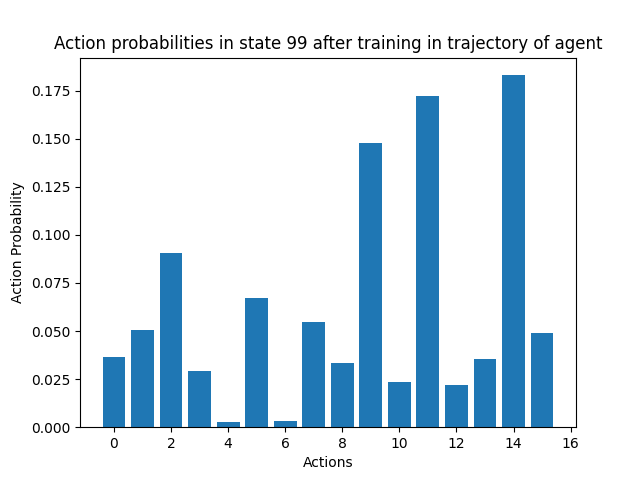 Action probabilities in state 99 after training in trajectory of agent
0.175
0.150
0.125
0.100
0.075
0.050
0.025
0.000
Action Probability
0 2 4 6 8 10 12 14 16
Actions